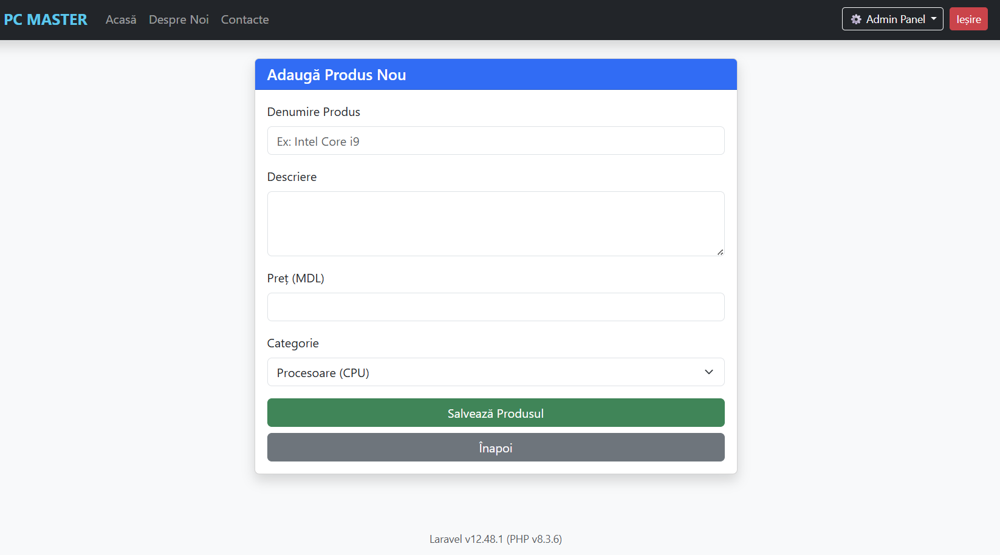 PC MASTER Acasă Despre Noi Contacte Admin Panel Ieșire
Adaugă Produs Nou
Denumire Produs
Ex: Intel Core i9
Descriere
Preț (MDL)
Categorie
Procesoare (CPU)
Salvează Produsul
Înapoi
Laravel v12.48.1 (PHP v8.3.6)